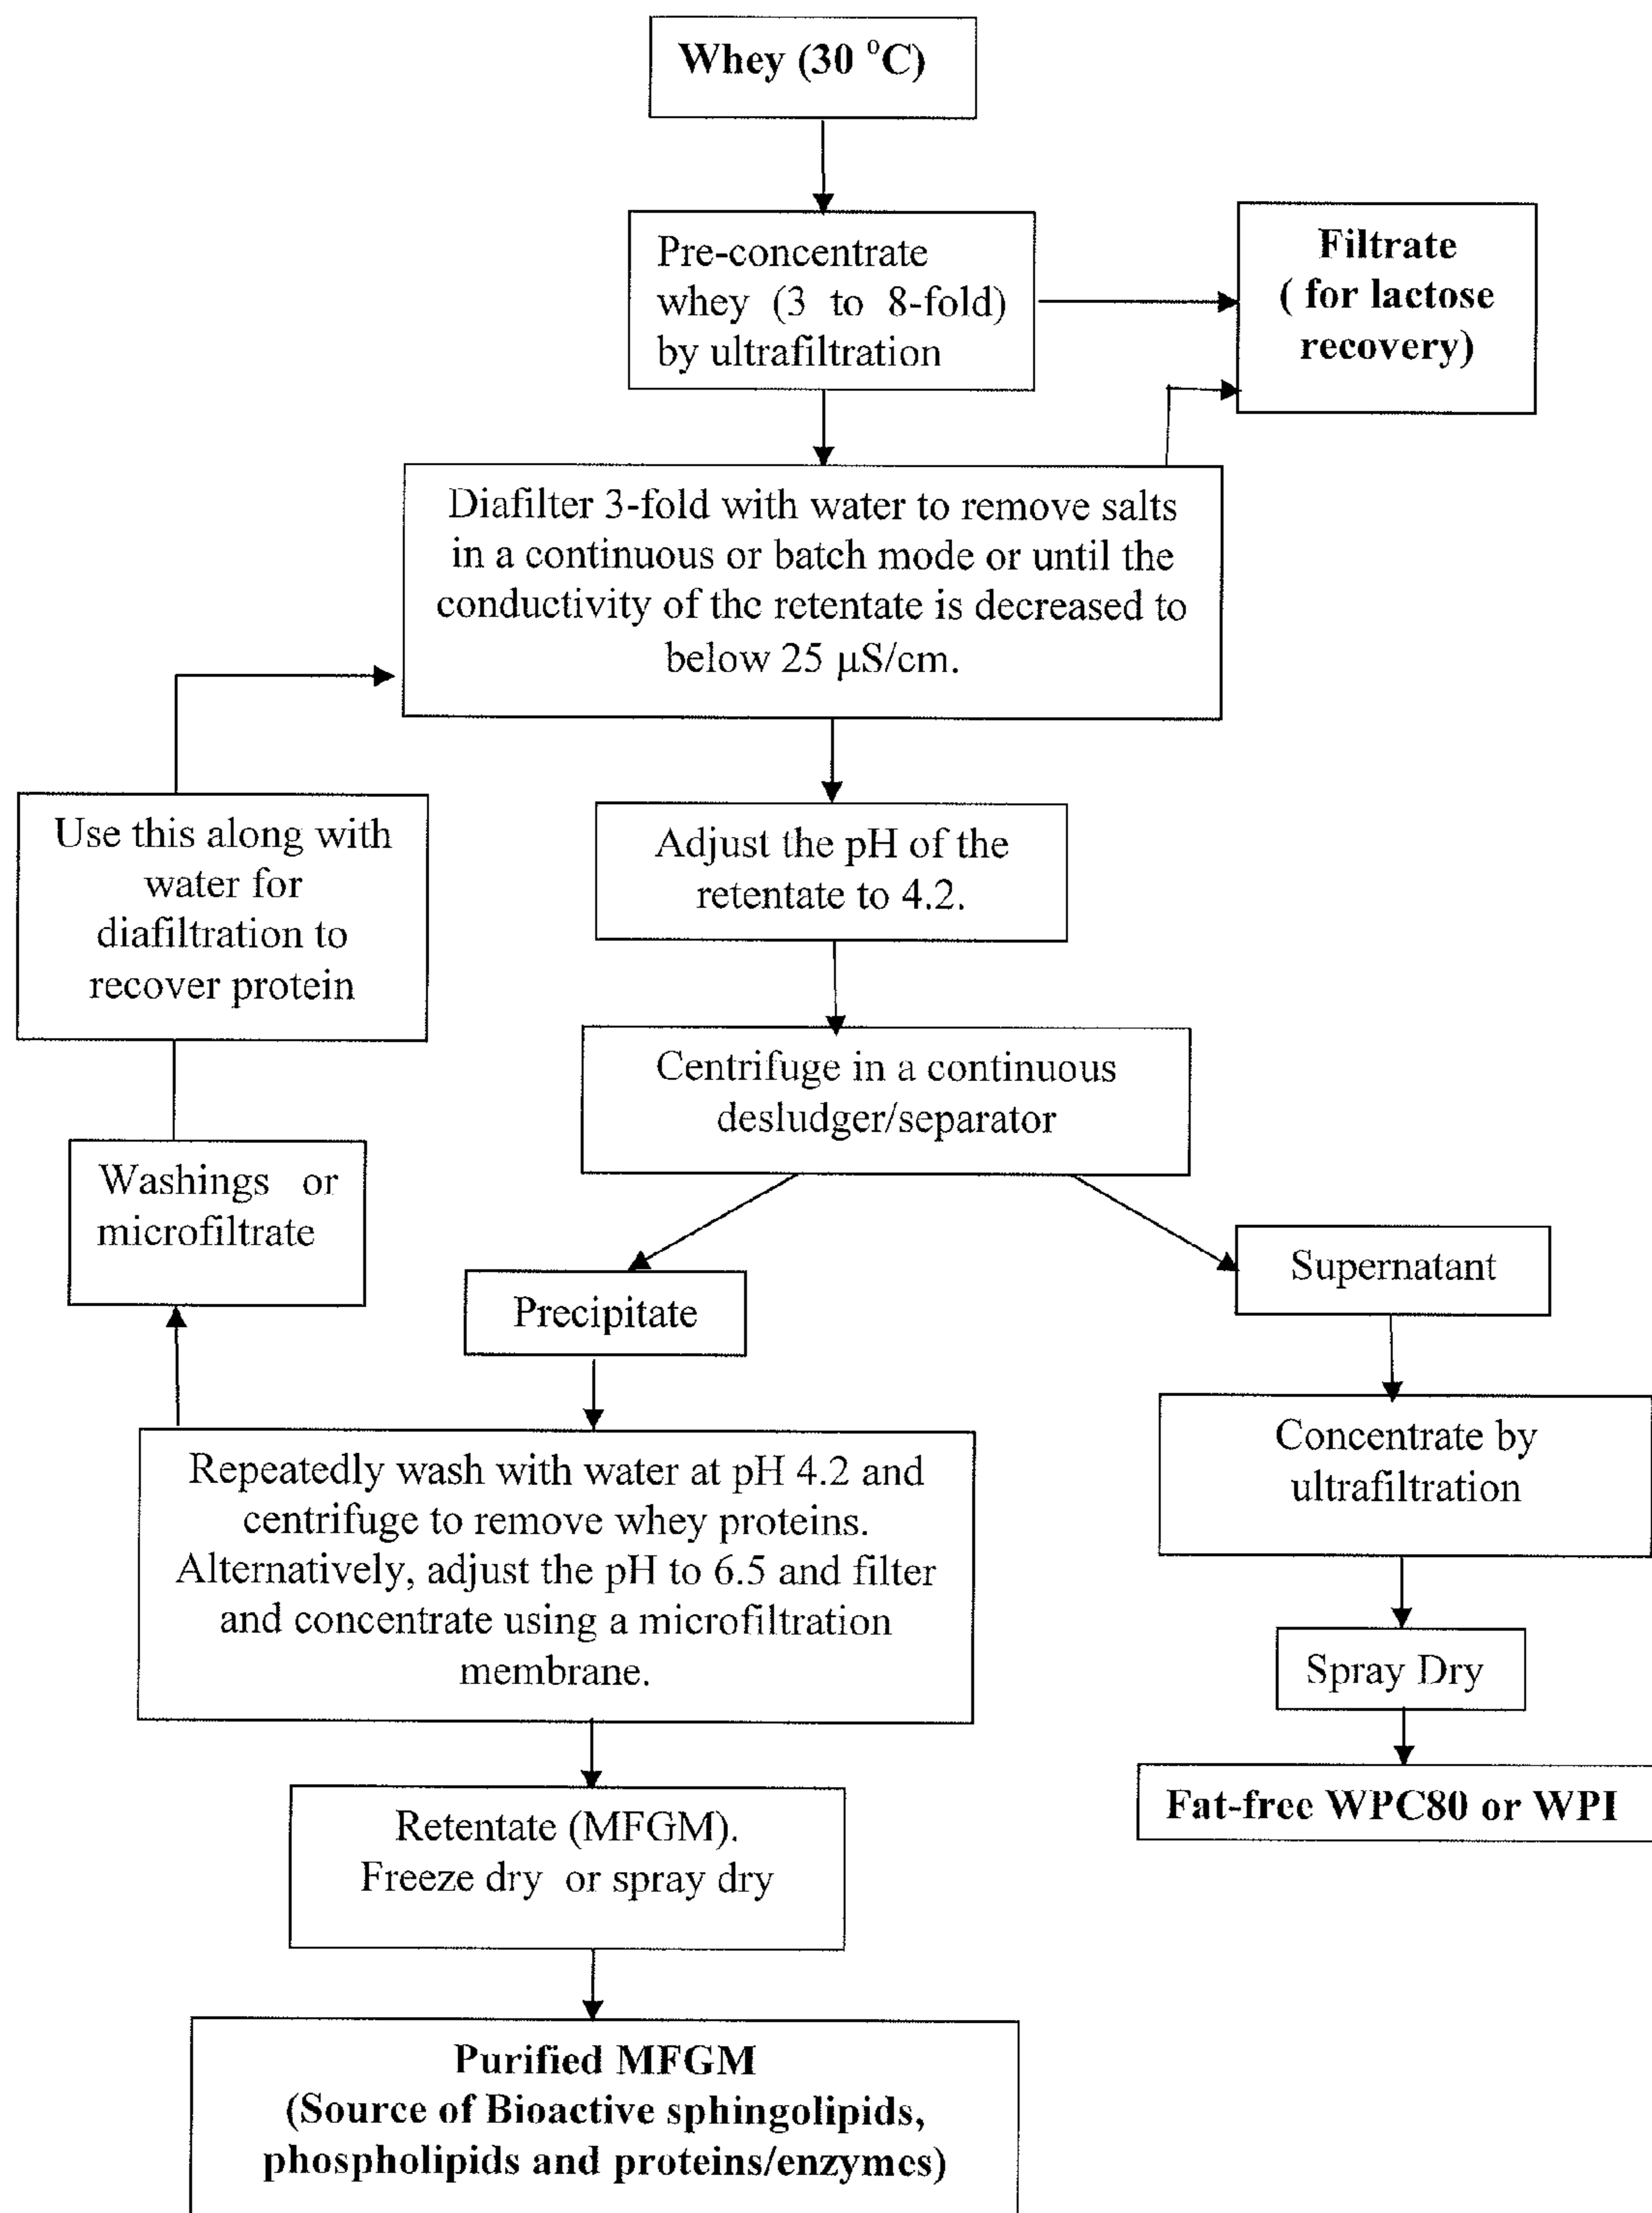 Whey (30 °C)
Pre-concentrate
whey (3 to 8-fold)
by ultrafiltration
Filtrate
( for lactose
recovery)
Diafilter 3-fold with water to remove salts
in a continuous or batch mode or until the
conductivity of the retentate is decreased to
below 25 µS/cm.
Use this along with
water for
diafiltration to
recover protein
Adjust the pH of the
retentate to 4.2.
Centrifuge in a continuous
desludger/separator
Washings or
microfiltrate
Precipitate
Supernatant
Repeatedly wash with water at pH 4.2 and
centrifuge to remove whey proteins.
Alternatively, adjust the pH to 6.5 and filter
and concentrate using a microfiltration
membrane.
Concentrate by
ultrafiltration
Spray Dry
Fat-free WPC80 or WPI
Retentate (MFGM).
Freeze dry or spray dry
Purified MFGM
(Source of Bioactive sphingolipids,
phospholipids and proteins/enzymes)